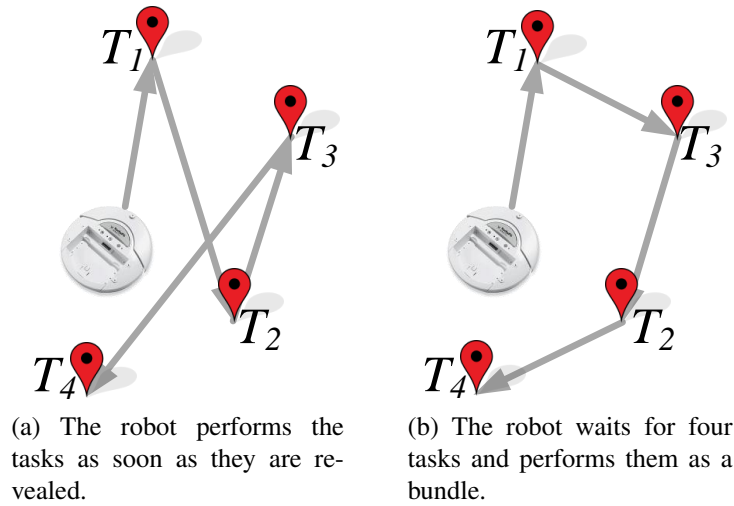 T1
T3
T2
T4
(a) The robot performs the
tasks as soon as they are re-
vealed.
T1
T3
T2
T4
(b) The robot waits for four
tasks and performs them as a
bundle.